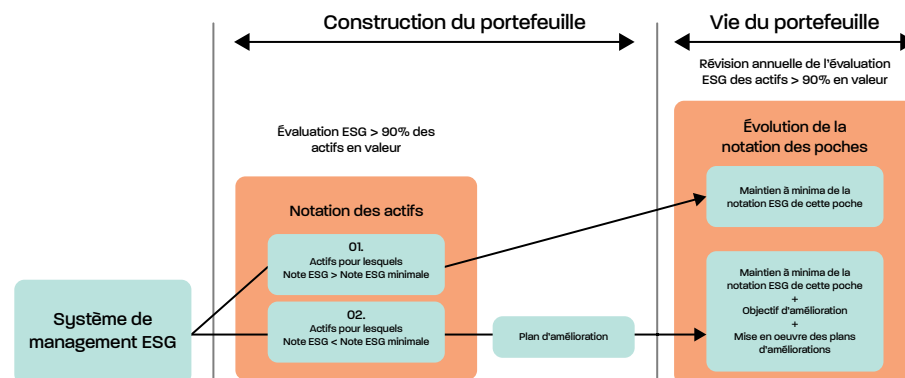 Construction du portefeuille
Vie du portefeuille
Révision annuelle de l'évaluation
ESG des actifs > 90% en valeur
Évaluation ESG > 90% des
actifs en valeur
Évolution de la
notation des poches
Notation des actifs
Maintien à minima de la
notation ESG de cette poche
01.
Actifs pour lesquels
Note ESG > Note ESG minimale
Système de
management ESG
02.
Actifs pour lesquels
Note ESG < Note ESG minimale
Plan d'amélioration
Maintien à minima de la
notation ESG de cette poche
+
Objectif d'amélioration
+
Mise en oeuvre des plans
d'améliorations